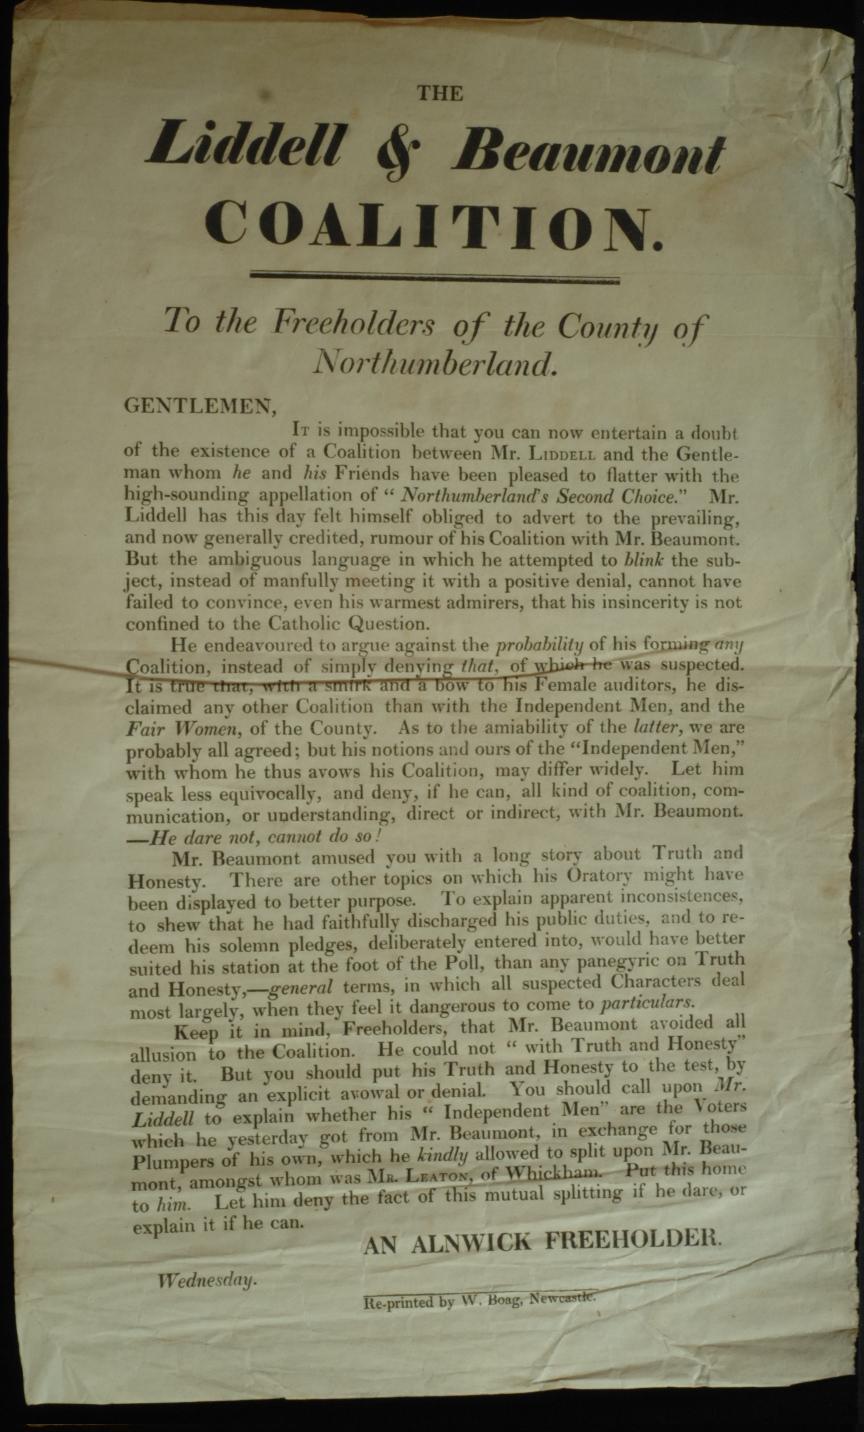 THE
Liddell & Beaumont
COALITION.
To the Freeholders of the County of
Northumberland.
GENTLEMEN,
IT is impossible that you can now entertain a doubt
of the existence of a Coalition between Mr. LIDDELL and the Gentle-
man whom he and his Friends have been pleased to flatter with the
high-sounding appellation of “ Northumberland's Second Choice.” Mr.
Liddell has this day felt himself obliged to advert to the prevailing,
and now generally credited, rumour of his Coalition with Mr. Beaumont.
But the ambiguous language in which he attempted to blink the sub-
ject, instead of manfully meeting it with a positive denial, cannot have
failed to convince, even his warmest admirers, that his insincerity is not
confined to the Catholic Question.
He endeavoured to argue against the probability of his forming any
Coalition, instead of simply denying that, of which he was suspected.
It is true that, with a smirk and a bow to his Female auditors, he dis-
claimed any other Coalition than with the Independent Men, and the
Fair Women, of the County. As to the amiability of the latter, we are
probably all agreed; but his notions and ours of the “Independent Men,”
with whom he thus avows his Coalition, may differ widely. Let him
speak less equivocally, and deny, if he can, all kind of coalition, com-
munication, or understanding, direct or indirect, with Mr. Beaumont.
—He dare not, cannot do so!
Mr. Beaumont amused you with a long story about Truth and
Honesty. There are other topics on which his Oratory might have
been displayed to better purpose. To explain apparent inconsistences,
to shew that he had faithfully discharged his public duties, and to re-
deem his solemn pledges, deliberately entered into, would have better
suited his station at the foot of the Poll, than any panegyric on Truth
and Honesty,—general terms, in which all suspected Characters deal
most largely, when they feel it dangerous to come to particulars.
Keep it in mind, Freeholders, that Mr. Beaumont avoided all
allusion to the Coalition. He could not “ with Truth and Honesty”
deny it. But you should put his Truth and Honesty to the test, by
demanding an explicit avowal or denial. You should call upon Mr.
Liddell to explain whether his “ Independent Men” are the Voters
which he yesterday got from Mr. Beaumont, in exchange for those
Plumpers of his own, which he kindly allowed to split upon Mr. Beau-
mont, amongst whom was MR. LEATON, of Whickham. Put this home
to him. Let him deny the fact of this mutual splitting if he dare, or
explain it if he can.
AN ALNWICK FREEHOLDER.
Wednesday.
Re-printed by W. Boag, Newcastle.